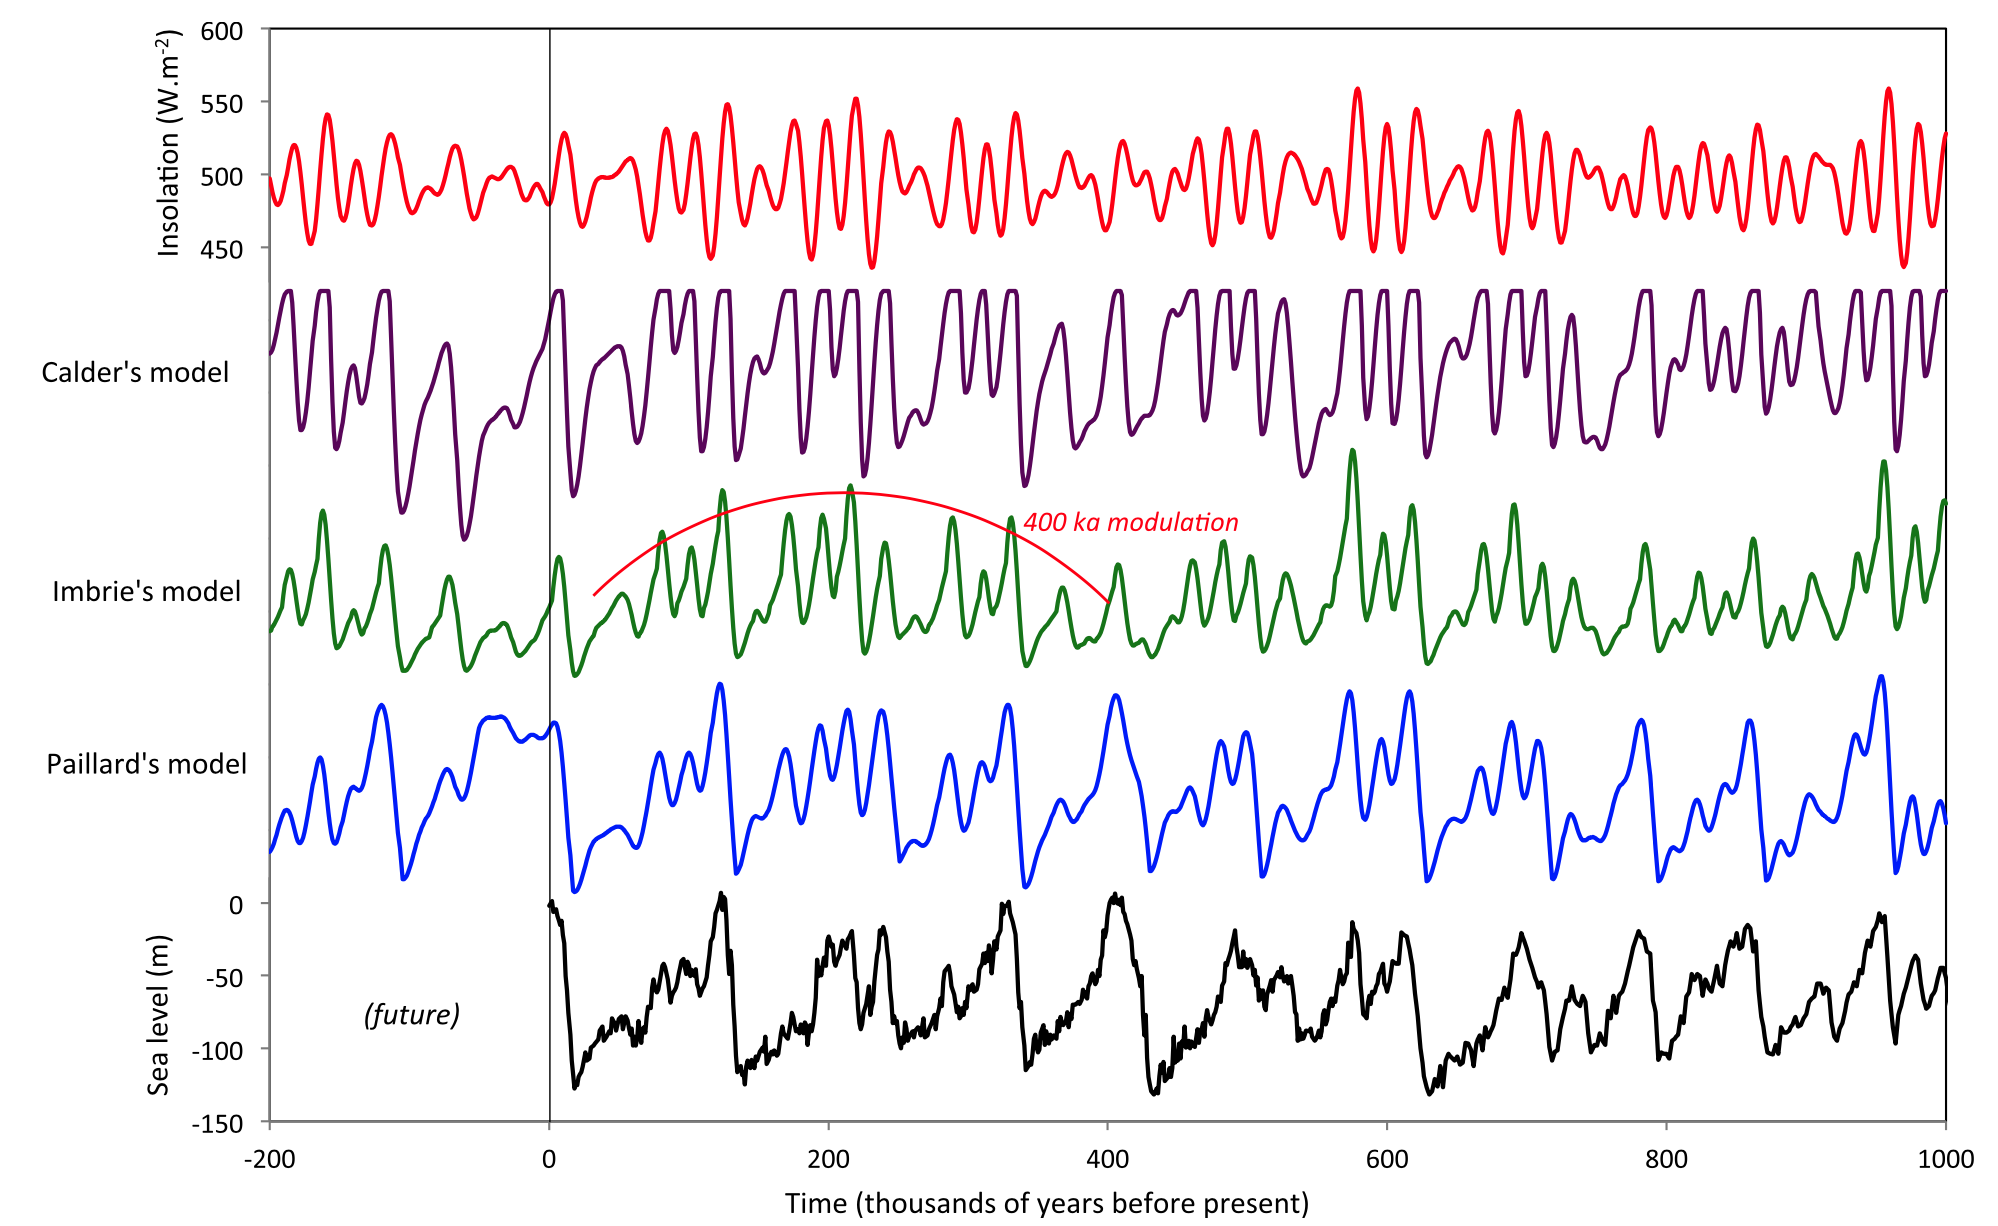 Insolation (W.m-2)
600
550
500
450
Calder's model
Imbrie's model
400 ka modulation
Paillard's model
Sea level (m)
0
-50
-100
-150
(future)
-200 0 200 400 600 800 1000
Time (thousands of years before present)